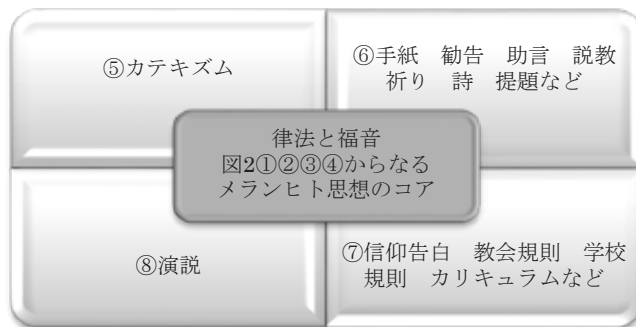 ⑤カテキズム
⑥手紙　勧告　助言　説教
祈り　詩　提題など
律法と福音
図2①②③④からなる
メランヒト思想のコア
⑧演説
⑦信仰告白　教会規則　学校
規則　カリキュラムなど